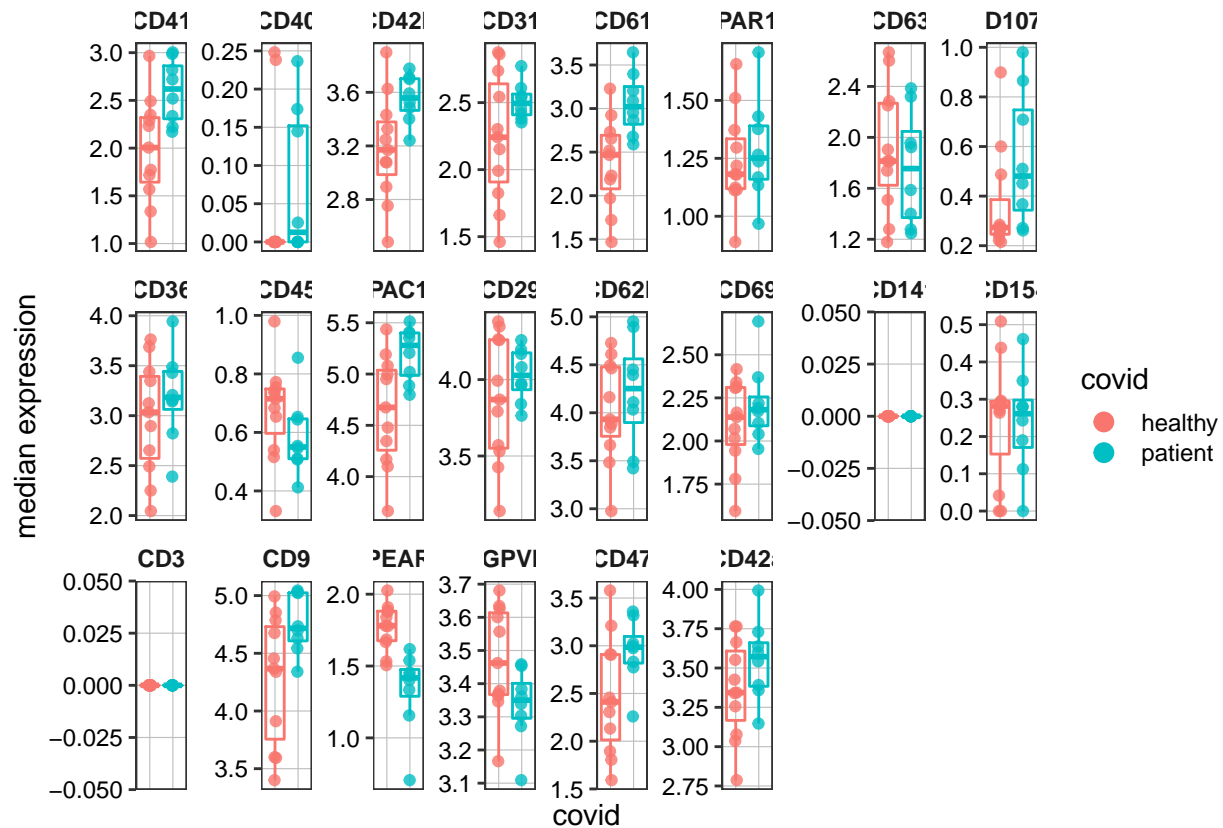 CD41 CD40 CD42 CD31 CD61 PAR1 CD63 D107
3.0 2.5 2.0 1.5 1.0
0.25 0.20 0.15 0.10 0.05 0.00
3.6 3.2 2.8
2.5 2.0 1.5
3.5 3.0 2.5 2.0 1.5
1.50 1.25 1.00
2.4 2.0 1.6 1.2
1.0 0.8 0.6 0.4 0.2
median expression
CD36 CD45 PAC1 CD29 CD62 CD69 CD14 CD15
4.0 3.5 3.0 2.5 2.0
1.0 0.8 0.6 0.4
5.5 5.0 4.5 4.0
4.0 3.5
5.0 4.5 4.0 3.5 3.0
2.50 2.25 2.00 1.75
0.050 0.025 0.000 −0.025 −0.050
0.5 0.4 0.3 0.2 0.1 0.0
CD3 CD9 PEAR GPVI CD47 CD42
0.050 0.025 0.000 −0.025 −0.050
5.0 4.5 4.0 3.5
2.0 1.5 1.0
3.7 3.6 3.5 3.4 3.3 3.2 3.1
3.5 3.0 2.5 2.0 1.5
4.00 3.75 3.50 3.25 3.00 2.75
covid
covid
healthy
patient